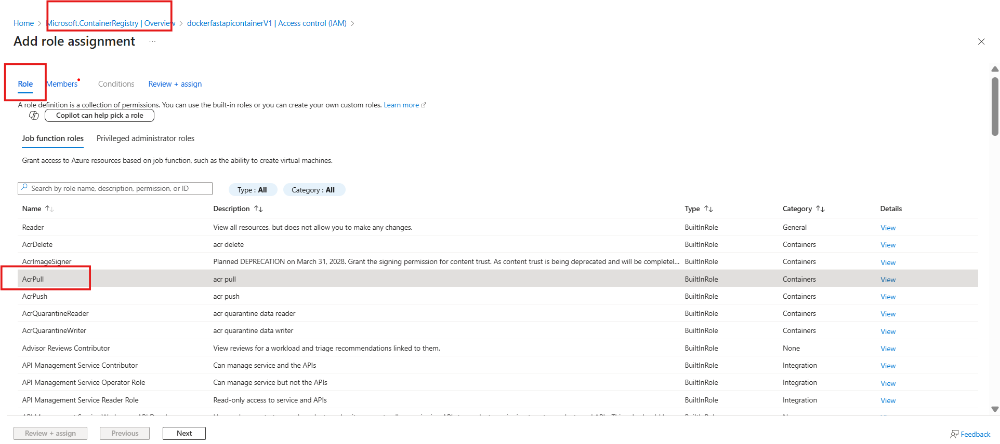 Home > Microsoft.ContainerRegistry | Overview > dockerfastapicontainerV1 | Access control (IAM) >
Add role assignment ...
Role Members Conditions Review + assign
A role definition is a collection of permissions. You can use the built-in roles or you can create your own custom roles. Learn more
Copilot can help pick a role
Job function roles Privileged administrator roles
Grant access to Azure resources based on job function, such as the ability to create virtual machines.
Search by role name, description, permission, or ID Type : All Category : All
Name ↑↓ Description ↑↓ Type ↑↓ Category ↑↓ Details
Reader View all resources, but does not allow you to make any changes. BuiltInRole General View
AcrDelete acr delete BuiltInRole Containers View
AcrImageSigner Planned DEPRECATION on March 31, 2028. Grant the signing permission for content trust. As content trust is being deprecated and will be completel... BuiltInRole Containers View
AcrPull acr pull BuiltInRole Containers View
AcrPush acr push BuiltInRole Containers View
AcrQuarantineReader acr quarantine data reader BuiltInRole Containers View
AcrQuarantineWriter acr quarantine data writer BuiltInRole Containers View
Advisor Reviews Contributor View reviews for a workload and triage recommendations linked to them. BuiltInRole None View
API Management Service Contributor Can manage service and the APIs BuiltInRole Integration View
API Management Service Operator Role Can manage service but not the APIs BuiltInRole Integration View
API Management Service Reader Role Read-only access to service and APIs BuiltInRole Integration View
Review + assign Previous Next Feedback